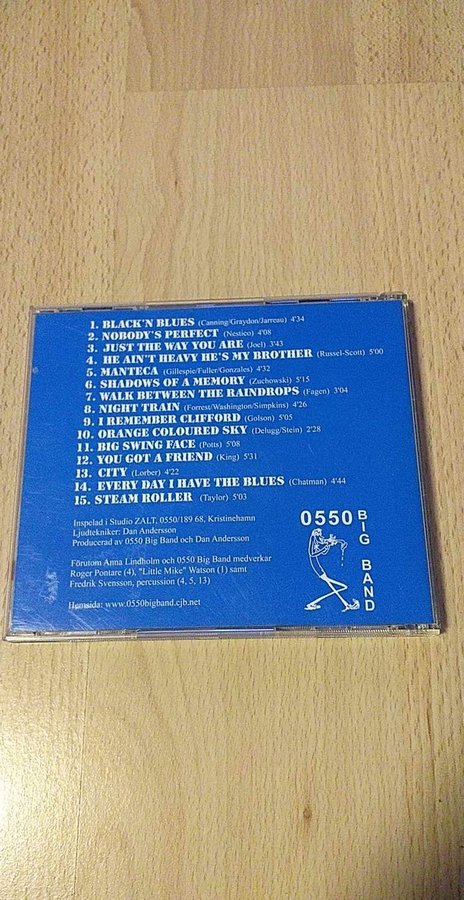 1. BLACK'N BLUES (Canning/Graydon/Jarreau) 4'34
2. NOBODY'S PERFECT (Nestico) 4'08
3. JUST THE WAY YOU ARE (Joel) 3'43
4. HE AIN'T HEAVY HE'S MY BROTHER (Russel-Scott) 5'00
5. MANTECA (Gillespie/Fuller/Gonzales) 4'32
6. SHADOWS OF A MEMORY (Zuchowski) 5'15
7. WALK BETWEEN THE RAINDROPS (Fagen) 3'04
8. NIGHT TRAIN (Forrest/Washington/Simpkins) 4'26
9. I REMEMBER CLIFFORD (Golson) 5'05
10. ORANGE COLOURED SKY (Delugg/Stein) 2'28
11. BIG SWING FACE (Potts) 5'08
12. YOU GOT A FRIEND (King) 5'31
13. CITY (Lorber) 4'22
14. EVERY DAY I HAVE THE BLUES (Chatman) 4'44
15. STEAM ROLLER (Taylor) 5'03
Inspelad i Studio ZALT, 0550/189 68, Kristinehamn
Ljudtekniker: Dan Andersson
Producerad av 0550 Big Band och Dan Andersson
Förutom Anna Lindholm och 0550 Big Band medverkar
Roger Pontare (4), "Little Mike" Watson (1) samt
Fredrik Svensson, percussion (4, 5, 13)
Hemsida: www.0550bigband.cjb.net
0550
BIG BAND